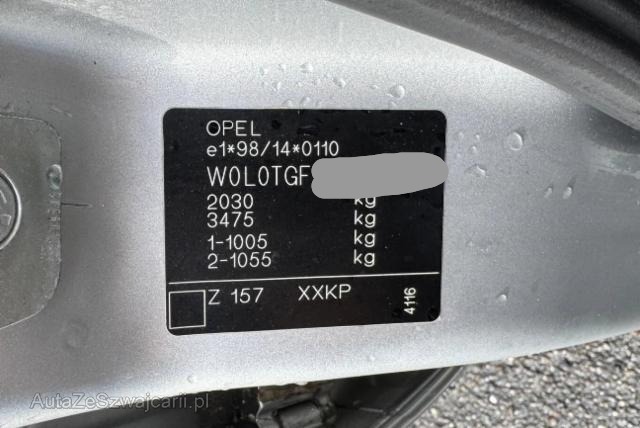 OPEL
e1*98/14*0110
W0L0TGF
2030 kg
3475 kg
1-1005 kg
2-1055 kg
Z 157 XXKP
4116
AutaZeSzwajcarii.pl